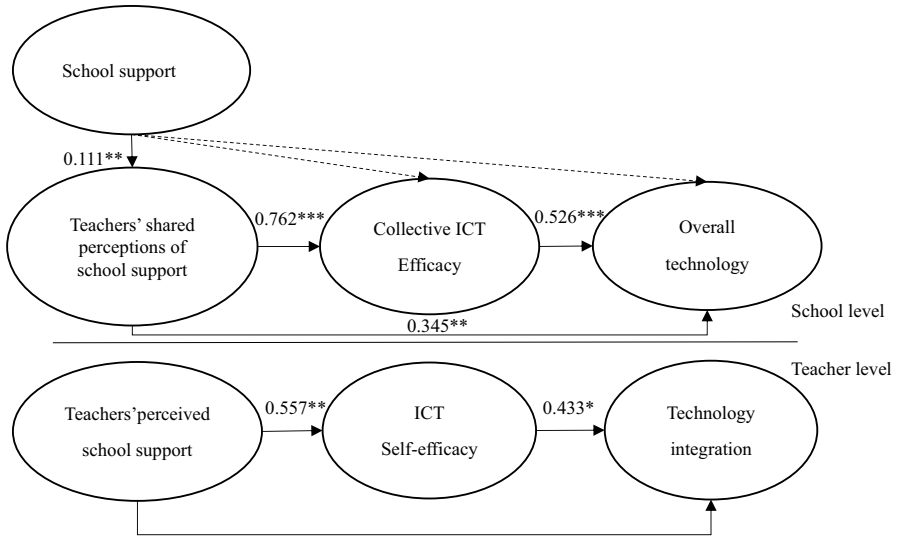 School support
0.111**
Teachers' shared
perceptions of
school support
0.762***
Collective ICT
Efficacy
0.526***
Overall
technology
0.345**
School level
Teacher level
Teachers'perceived
school support
0.557**
ICT
Self-efficacy
0.433*
Technology
integration